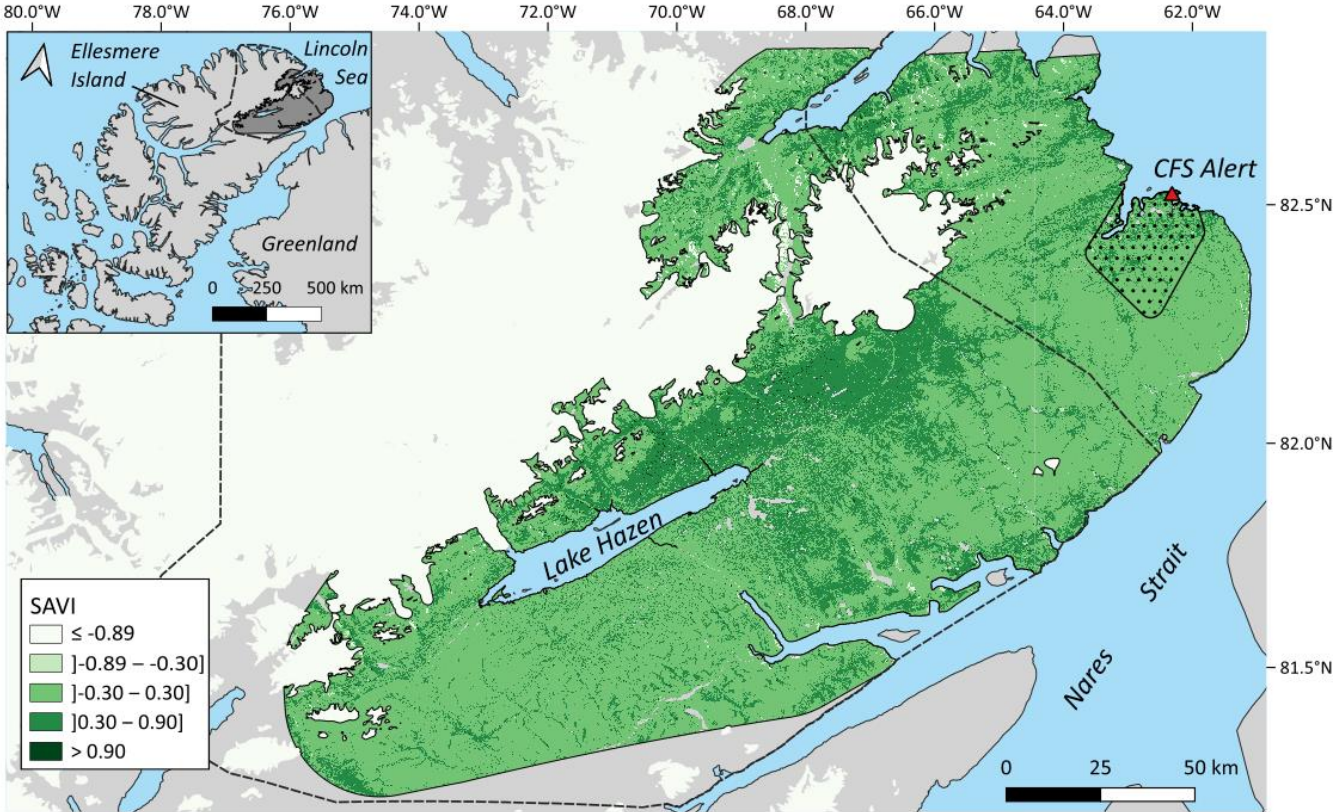 80.0°W 78.0°W 76.0°W 74.0°W 72.0°W 70.0°W 68.0°W 66.0°W 64.0°W 62.0°W
Ellesmere
Island
Lincoln
Sea
Greenland
0 250 500 km
CFS Alert
82.5°N
82.0°N
81.5°N
Lake Hazen
Nares Strait
SAVI
≤ -0.89
]-0.89 – -0.30]
]-0.30 – 0.30]
]0.30 – 0.90]
> 0.90
0 25 50 km